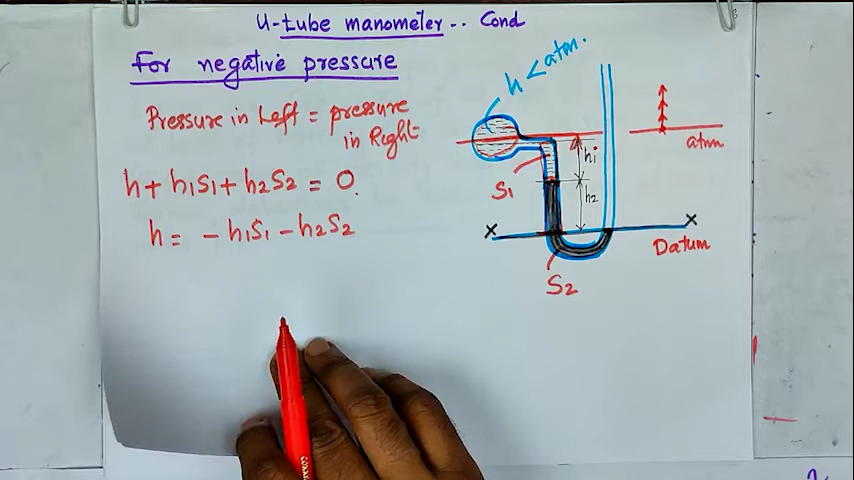 U-tube manometer .. Cond
For negative pressure
Pressure in Left = pressure
in Right
h + h1S1 + h2S2 = 0.
h = - h1S1 - h2S2
h < atm.
atm
h1
S1
h2
x x
Datum
S2